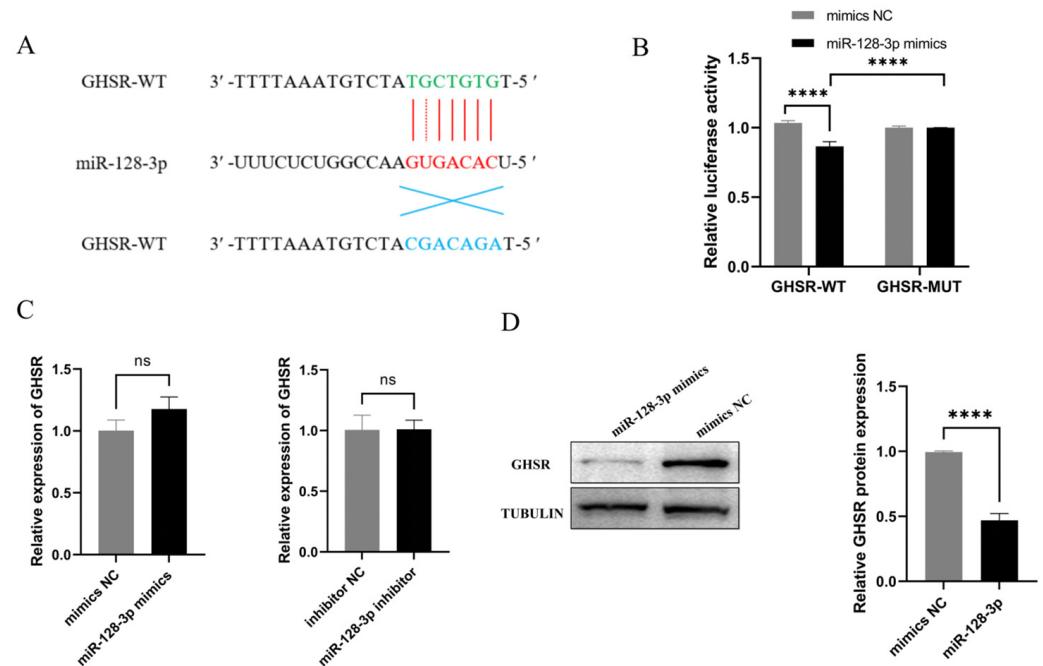 A
GHSR-WT 3′ -TTTTAAATGTCTATGCTGTGT-5 ′
miR-128-3p 3′ -UUUCUCUGGCCAAGUGACACU-5 ′
GHSR-WT 3′ -TTTTAAATGTCTACGACAGAT-5 ′
B
mimics NC
miR-128-3p mimics
Relative luciferase activity
1.5
1.0
0.5
0.0
****
****
GHSR-WT GHSR-MUT
C
Relative expression of GHSR
1.5
1.0
0.5
0.0
ns
mimics NC
miR-128-3p mimics
Relative expression of GHSR
1.5
1.0
0.5
0.0
ns
inhibitor NC
miR-128-3p inhibitor
D
miR-128-3p mimics
mimics NC
GHSR
TUBULIN
Relative GHSR protein expression
1.5
1.0
0.5
0.0
****
mimics NC
miR-128-3p